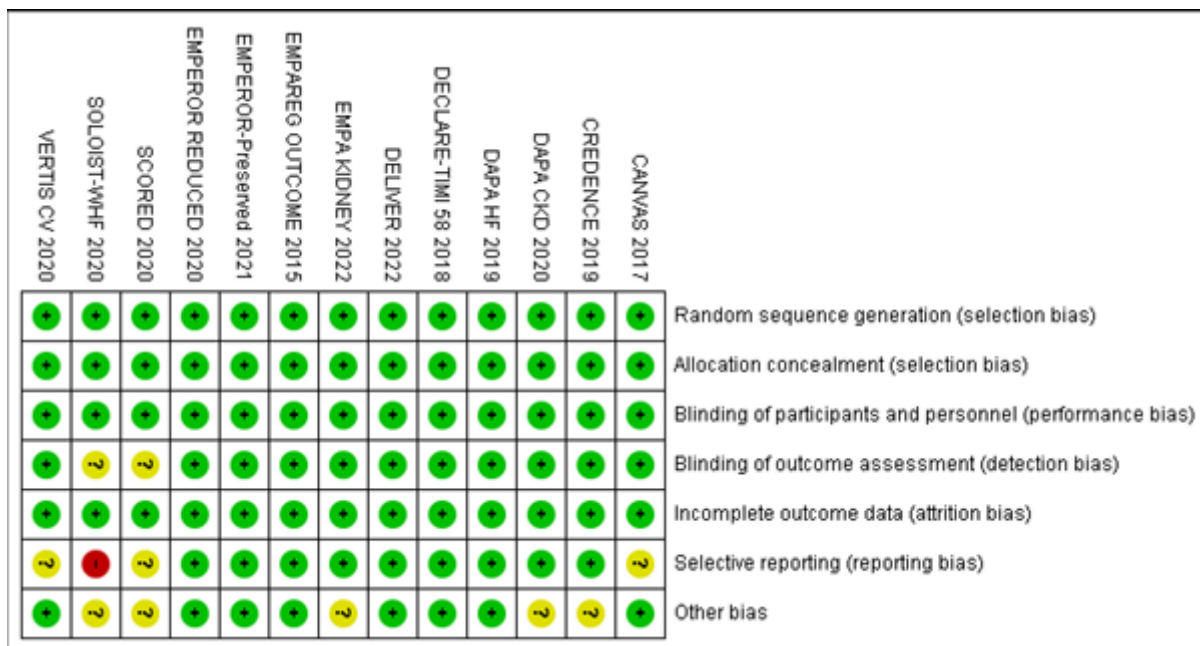 VERTIS CV 2020
SOLOIST-WHF 2020
SCORED 2020
EMPEROR REDUCED 2020
EMPEROR-Preserved 2021
EMPAREG OUTCOME 2015
EMPA KIDNEY 2022
DELIVER 2022
DECLARE-TIMI 58 2018
DAPA HF 2019
DAPA CKD 2020
CREDENCE 2019
CANVAS 2017
+ + + + + + + + + + + + + Random sequence generation (selection bias)
+ + + + + + + + + + + + + Allocation concealment (selection bias)
+ + + + + + + + + + + + + Blinding of participants and personnel (performance bias)
+ ? ? + + + + + + + + + + Blinding of outcome assessment (detection bias)
+ + + + + + + + + + + + + Incomplete outcome data (attrition bias)
? - ? + + + + + + + + + ? Selective reporting (reporting bias)
+ ? ? + + + ? + + + ? ? + Other bias